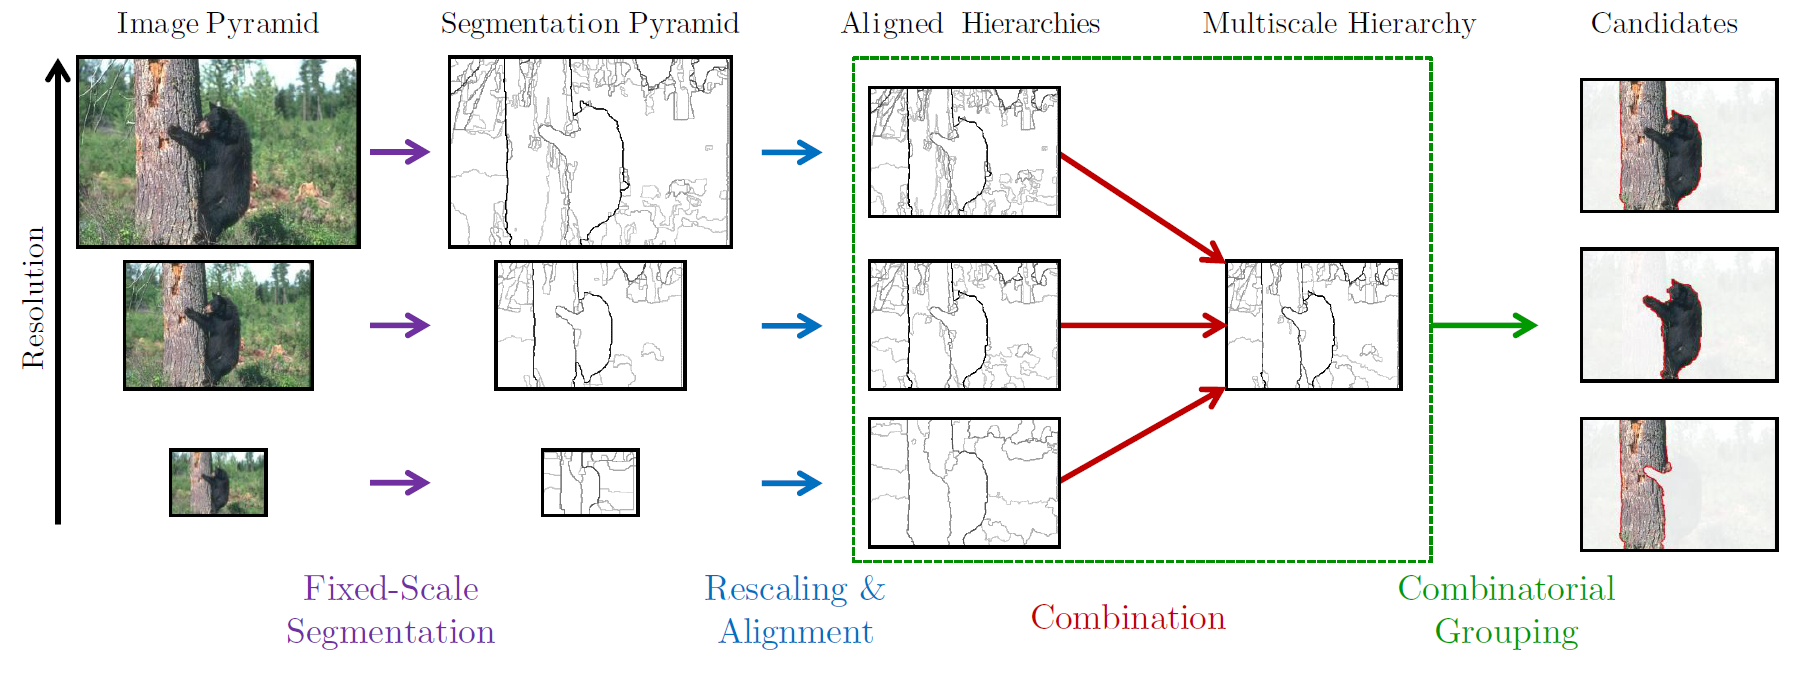 Image Pyramid
Segmentation Pyramid
Aligned Hierarchies
Multiscale Hierarchy
Candidates
Resolution
Fixed-Scale
Segmentation
Rescaling &
Alignment
Combination
Combinatorial
Grouping